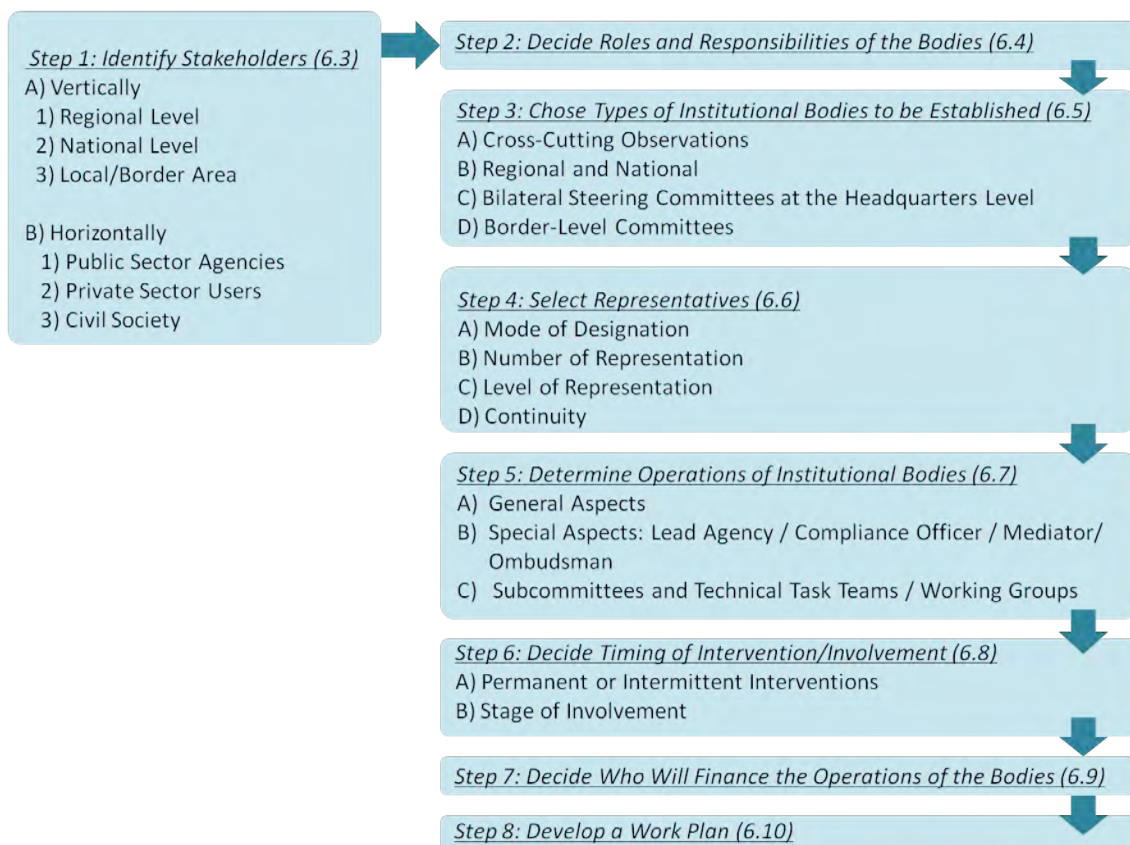 Step 1: Identify Stakeholders (6.3)
A) Vertically
1) Regional Level
2) National Level
3) Local/Border Area
B) Horizontally
1) Public Sector Agencies
2) Private Sector Users
3) Civil Society
Step 2: Decide Roles and Responsibilities of the Bodies (6.4)
Step 3: Chose Types of Institutional Bodies to be Established (6.5)
A) Cross-Cutting Observations
B) Regional and National
C) Bilateral Steering Committees at the Headquarters Level
D) Border-Level Committees
Step 4: Select Representatives (6.6)
A) Mode of Designation
B) Number of Representation
C) Level of Representation
D) Continuity
Step 5: Determine Operations of Institutional Bodies (6.7)
A) General Aspects
B) Special Aspects: Lead Agency / Compliance Officer / Mediator/
Ombudsman
C) Subcommittees and Technical Task Teams / Working Groups
Step 6: Decide Timing of Intervention/Involvement (6.8)
A) Permanent or Intermittent Interventions
B) Stage of Involvement
Step 7: Decide Who Will Finance the Operations of the Bodies (6.9)
Step 8: Develop a Work Plan (6.10)